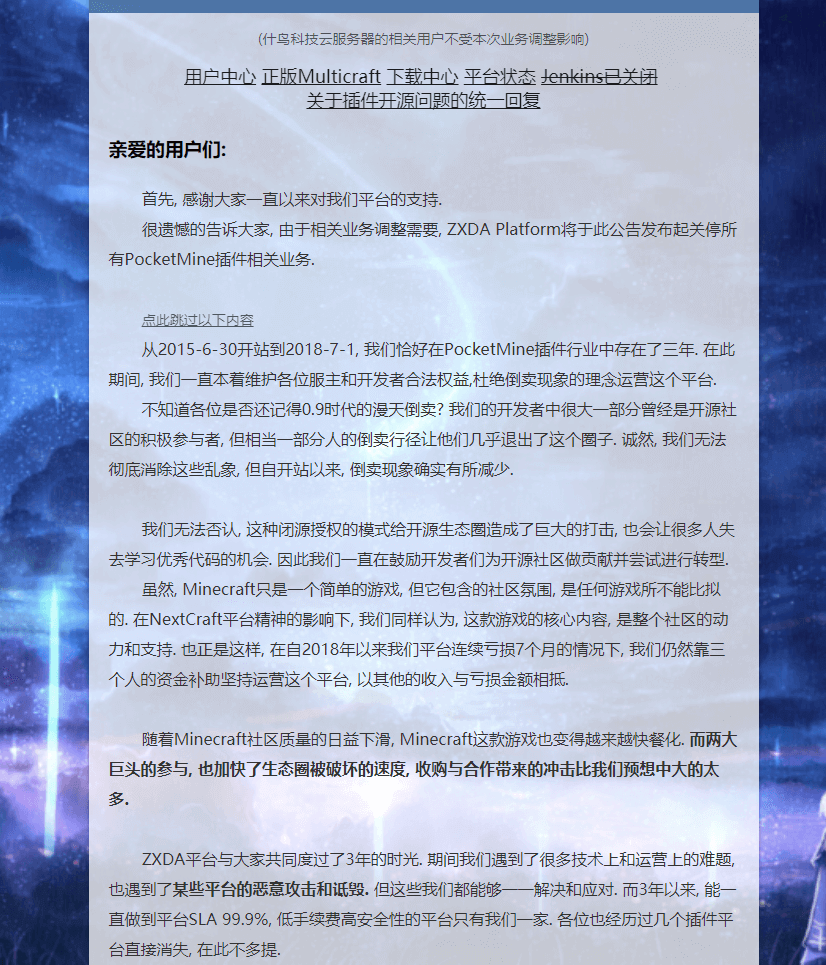 (什鸟科技云服务器的相关用户不受本次业务调整影响)
用户中心 正版Multicraft 下载中心 平台状态 Jenkins已关闭
关于插件开源问题的统一回复
亲爱的用户们:
首先, 感谢大家一直以来对我们平台的支持.
很遗憾的告诉大家, 由于相关业务调整需要, ZXDA Platform将于此公告发布起关停所
有PocketMine插件相关业务.
点此跳过以下内容
从2015-6-30开站到2018-7-1, 我们恰好在PocketMine插件行业中存在了三年. 在此
期间, 我们一直本着维护各位服主和开发者合法权益,杜绝倒卖现象的理念运营这个平台.
不知道各位是否还记得0.9时代的漫天倒卖? 我们的开发者中很大一部分曾经是开源社
区的积极参与者, 但相当一部分人的倒卖行径让他们几乎退出了这个圈子. 诚然, 我们无法
彻底消除这些乱象, 但自开站以来, 倒卖现象确实有所减少.
我们无法否认, 这种闭源授权的模式给开源生态圈造成了巨大的打击, 也会让很多人失
去学习优秀代码的机会. 因此我们一直在鼓励开发者们为开源社区做贡献并尝试进行转型.
虽然, Minecraft只是一个简单的游戏, 但它包含的社区氛围, 是任何游戏所不能比拟
的. 在NextCraft平台精神的影响下, 我们同样认为, 这款游戏的核心内容, 是整个社区的动
力和支持. 也正是这样, 在自2018年以来我们平台连续亏损7个月的情况下, 我们仍然靠三
个人的资金补助坚持运营这个平台, 以其他的收入与亏损金额相抵.
随着Minecraft社区质量的日益下滑, Minecraft这款游戏也变得越来越快餐化. 而两大
巨头的参与, 也加快了生态圈被破坏的速度, 收购与合作带来的冲击比我们预想中大的太
多.
ZXDA平台与大家共同度过了3年的时光. 期间我们遇到了很多技术上和运营上的难题,
也遇到了某些平台的恶意攻击和诋毁. 但这些我们都能够一一解决和应对. 而3年以来, 能一
直做到平台SLA 99.9%, 低手续费高安全性的平台只有我们一家. 各位也经历过几个插件平
台直接消失, 在此不多提.